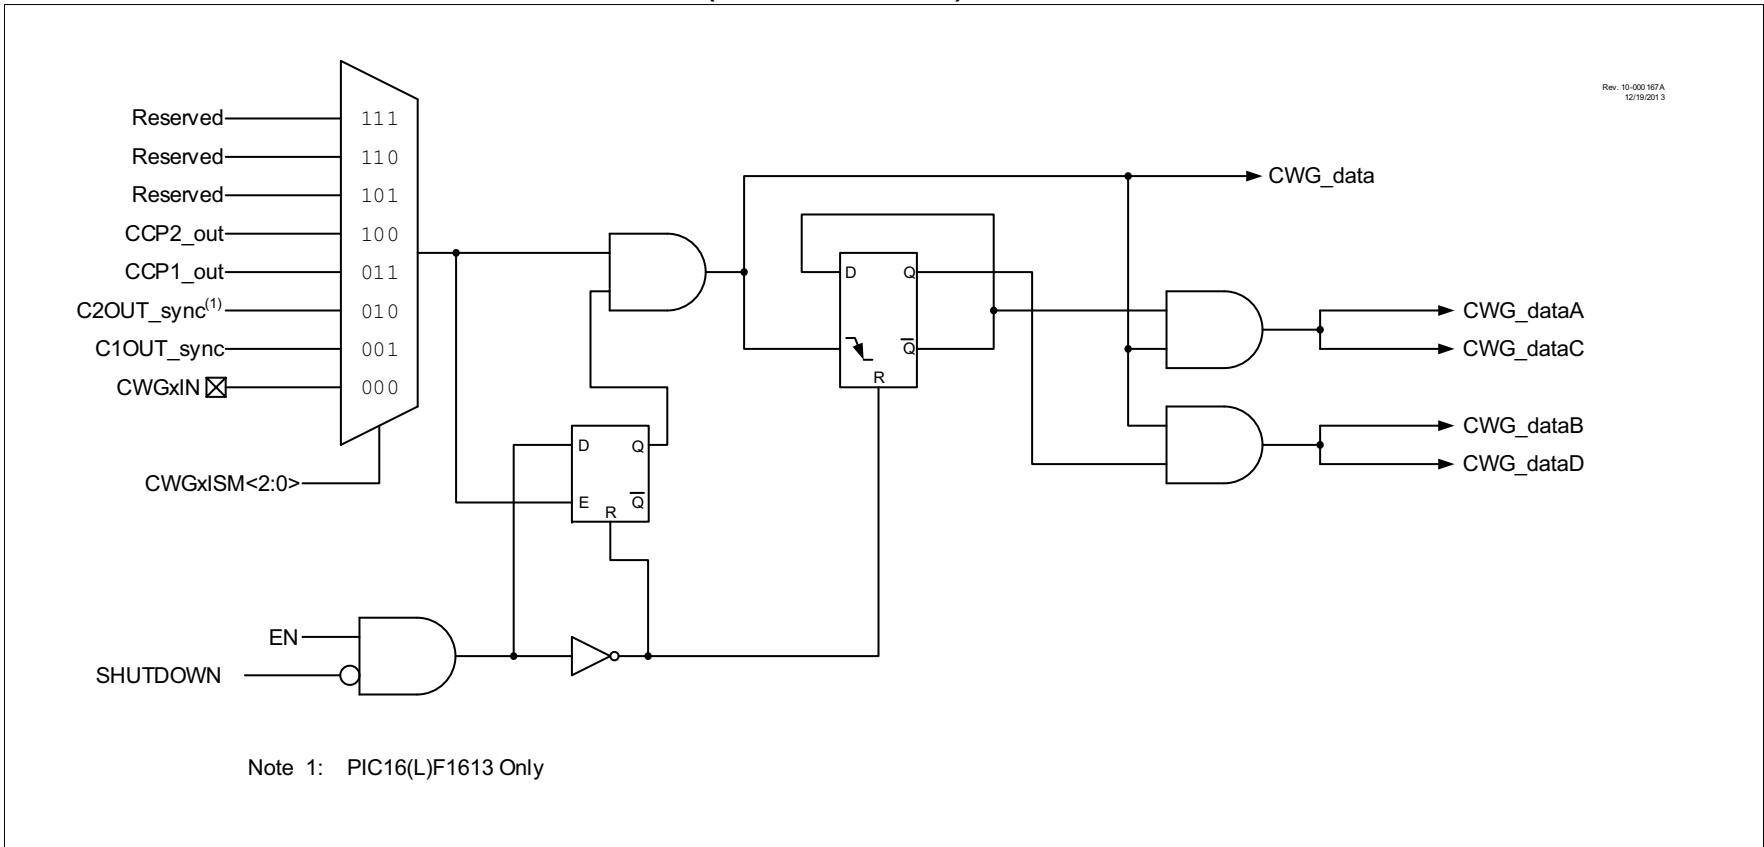 Rev. 10-000167A
12/19/2013
Reserved
111
Reserved
110
Reserved
101
CCP2_out
100
CCP1_out
011
C2OUT_sync(1)
010
C1OUT_sync
001
CWGxIN
000
CWGxISM<2:0>
CWG_data
D
Q
Q
R
CWG_dataA
CWG_dataC
CWG_dataB
CWG_dataD
D
Q
E
Q
R
EN
SHUTDOWN
Note 1: PIC16(L)F1613 Only